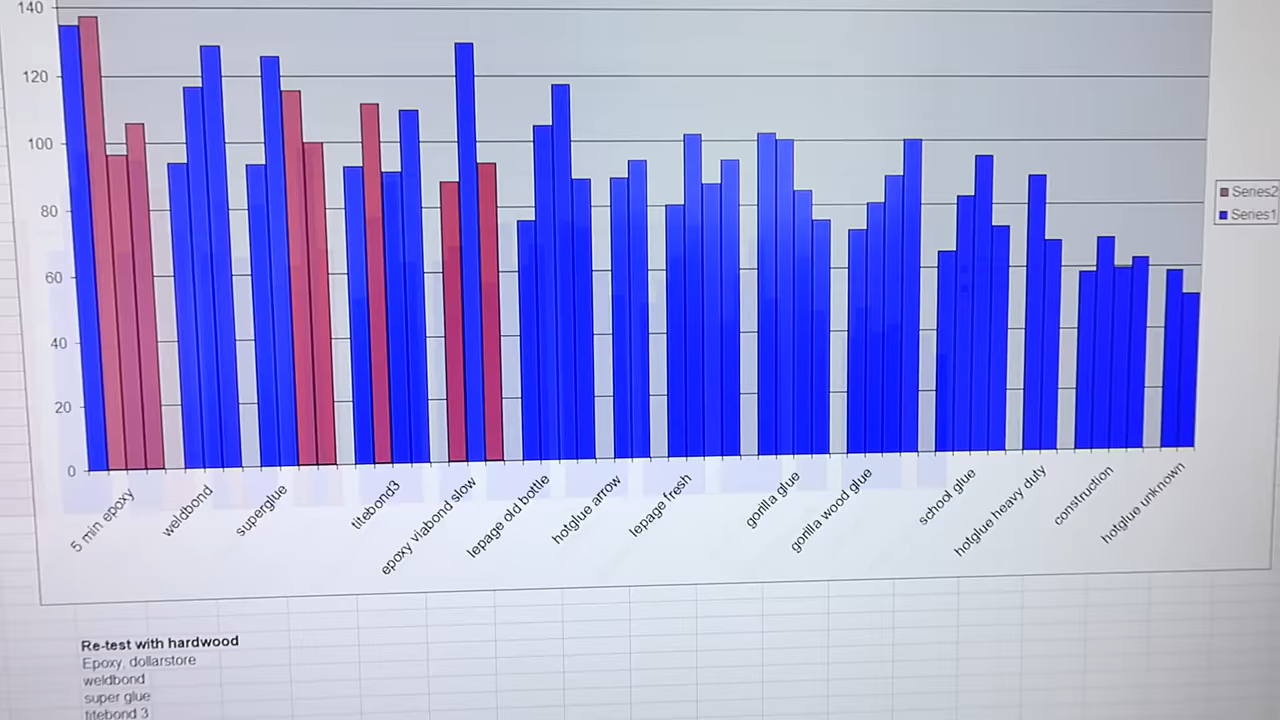 140
120
100
80
60
40
20
0
5 min epoxy
weldbond
superglue
titebond3
epoxy viabond slow
lepage old bottle
hotglue arrow
lepage fresh
gorilla glue
gorilla wood glue
school glue
hotglue heavy duty
construction
hotglue unknown
Series2
Series1
Re-test with hardwood
Epoxy, dollarstore
weldbond
super glue
titebond 3